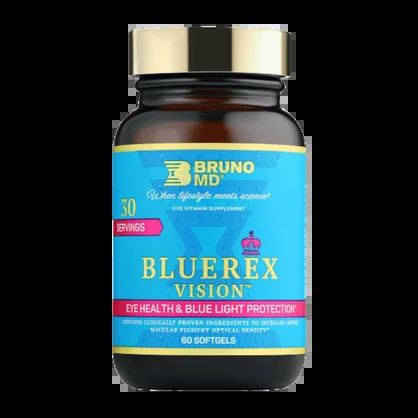 BRUNO
MD®
When lifestyle meets science®
EYE VITAMIN SUPPLEMENT
30
SERVINGS
BLUEREX
VISION™
EYE HEALTH & BLUE LIGHT PROTECTION*
CONTAINS CLINICALLY PROVEN INGREDIENTS TO INCREASE
MACULAR PIGMENT OPTICAL DENSITY*
60 SOFTGELS